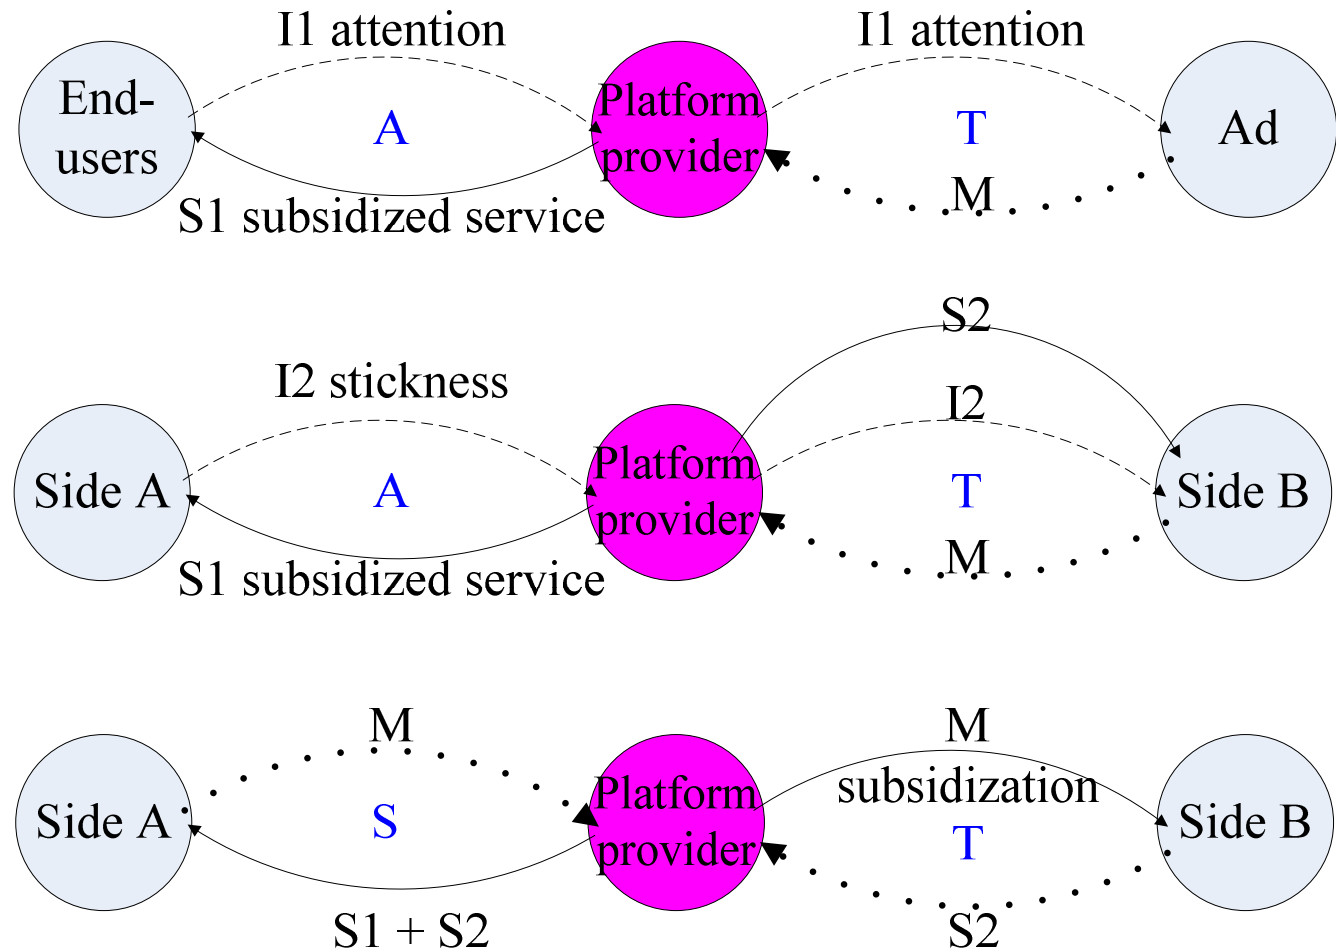 I1 attention
I1 attention
End-
users
A
Platform
provider
T
Ad
S1 subsidized service
M
S2
I2 stickness
I2
Side A
A
Platform
provider
T
Side B
S1 subsidized service
M
M
M
subsidization
Side A
S
Platform
provider
T
Side B
S1 + S2
S2